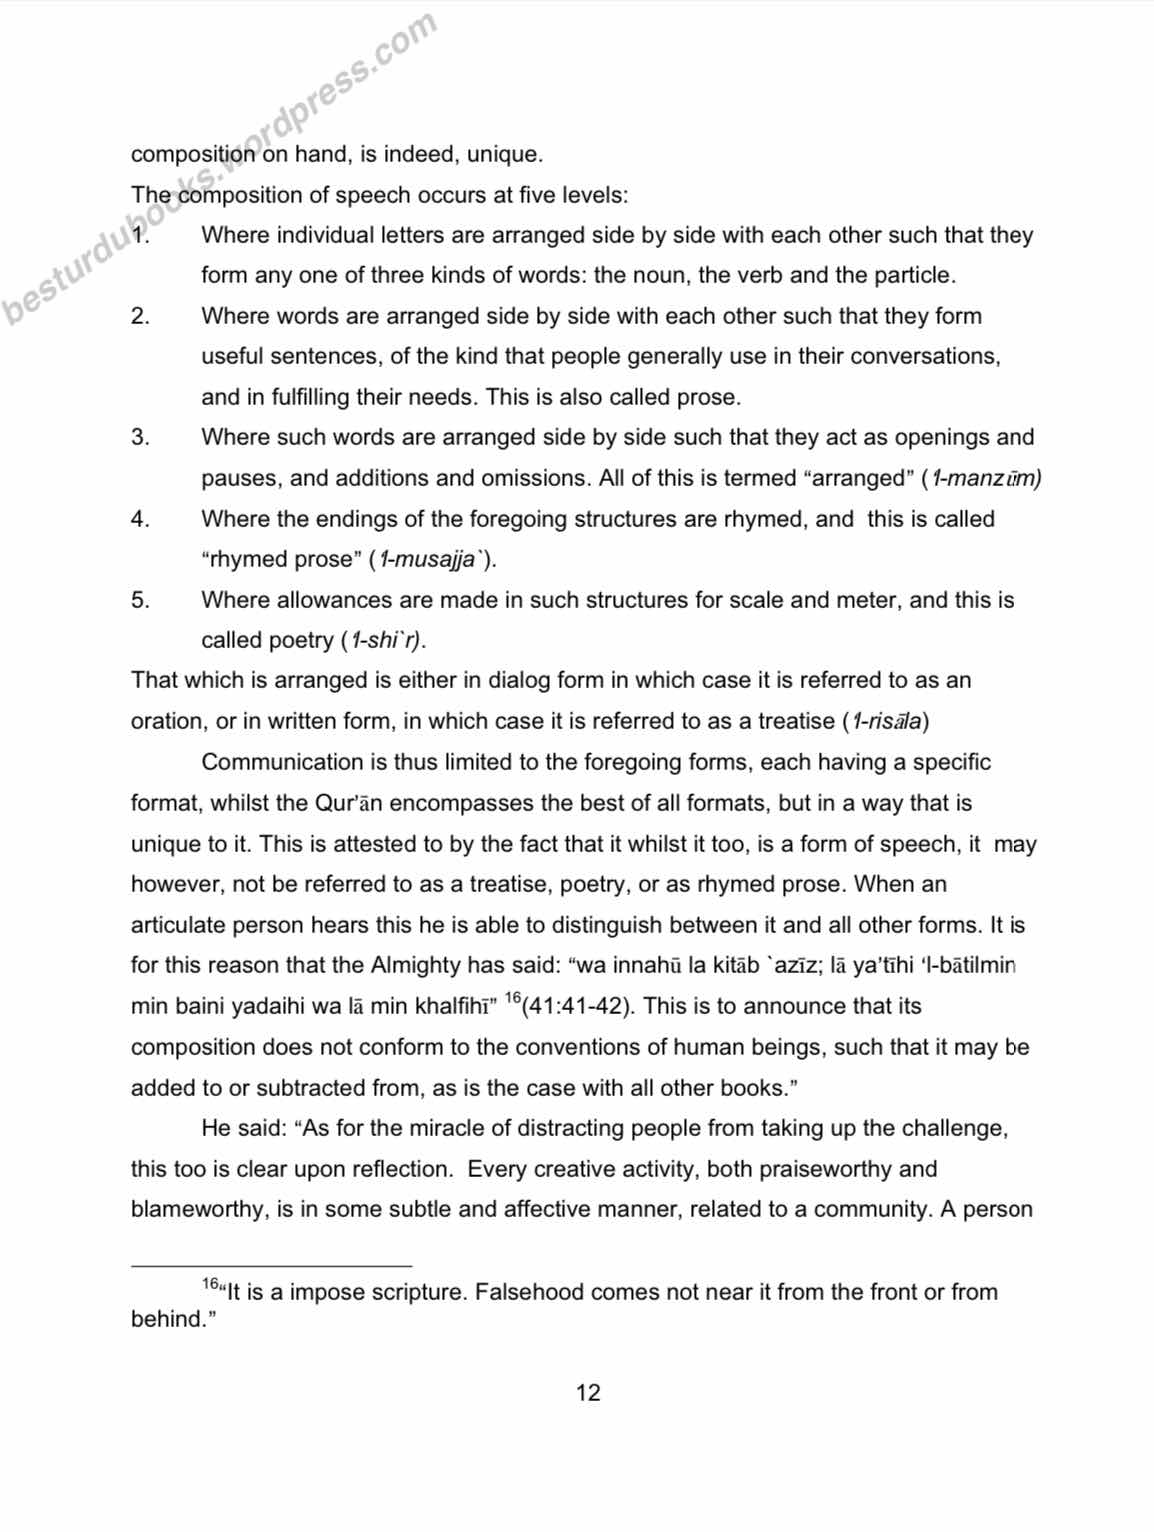 besturdubooks.wordpress.com
composition on hand, is indeed, unique.
The composition of speech occurs at five levels:
1. Where individual letters are arranged side by side with each other such that they
form any one of three kinds of words: the noun, the verb and the particle.
2. Where words are arranged side by side with each other such that they form
useful sentences, of the kind that people generally use in their conversations,
and in fulfilling their needs. This is also called prose.
3. Where such words are arranged side by side such that they act as openings and
pauses, and additions and omissions. All of this is termed “arranged” (’l-manzūm)
4. Where the endings of the foregoing structures are rhymed, and  this is called
“rhymed prose” (’l-musajja`).
5. Where allowances are made in such structures for scale and meter, and this is
called poetry (’l-shi`r).
That which is arranged is either in dialog form in which case it is referred to as an
oration, or in written form, in which case it is referred to as a treatise (’l-risāla)
Communication is thus limited to the foregoing forms, each having a specific
format, whilst the Qur’ān encompasses the best of all formats, but in a way that is
unique to it. This is attested to by the fact that it whilst it too, is a form of speech, it  may
however, not be referred to as a treatise, poetry, or as rhymed prose. When an
articulate person hears this he is able to distinguish between it and all other forms. It is
for this reason that the Almighty has said: “wa innahū la kitāb `azīz; lā ya’tīhi ‘l-bātilmin
min baini yadaihi wa lā min khalfihī” 16(41:41-42). This is to announce that its
composition does not conform to the conventions of human beings, such that it may be
added to or subtracted from, as is the case with all other books.”
He said: “As for the miracle of distracting people from taking up the challenge,
this too is clear upon reflection.  Every creative activity, both praiseworthy and
blameworthy, is in some subtle and affective manner, related to a community. A person
16“It is a impose scripture. Falsehood comes not near it from the front or from
behind.”
12